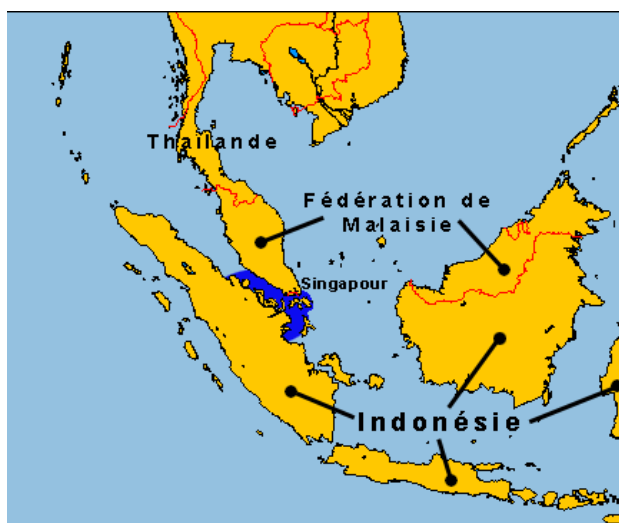 Thaïlande
Fédération de
Malaisie
Singapour
Indonésie